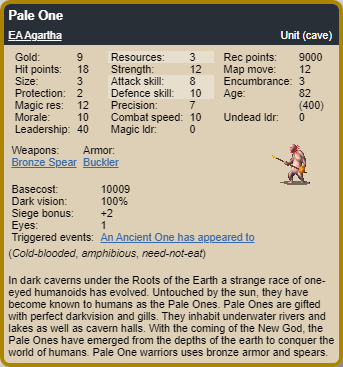 Pale One
EA Agartha Unit (cave)
Gold: 9 Resources: 3 Rec points: 9000
Hit points: 18 Strength: 12 Map move: 12
Size: 3 Attack skill: 8 Encumbrance: 3
Protection: 2 Defence skill: 10 Age: 82
Magic res: 12 Precision: 7 (400)
Morale: 10 Combat speed: 10 Undead ldr: 0
Leadership: 40 Magic ldr: 0
Weapons: Armor:
Bronze Spear Buckler
Basecost: 10009
Dark vision: 100%
Siege bonus: +2
Eyes: 1
Triggered events: An Ancient One has appeared to
(Cold-blooded, amphibious, need-not-eat)
In dark caverns under the Roots of the Earth a strange race of one-
eyed humanoids has evolved. Untouched by the sun, they have
become known to humans as the Pale Ones. Pale Ones are gifted
with perfect darkvision and gills. They inhabit underwater rivers and
lakes as well as cavern halls. With the coming of the New God, the
Pale Ones have emerged from the depths of the earth to conquer the
world of humans. Pale One warriors uses bronze armor and spears.